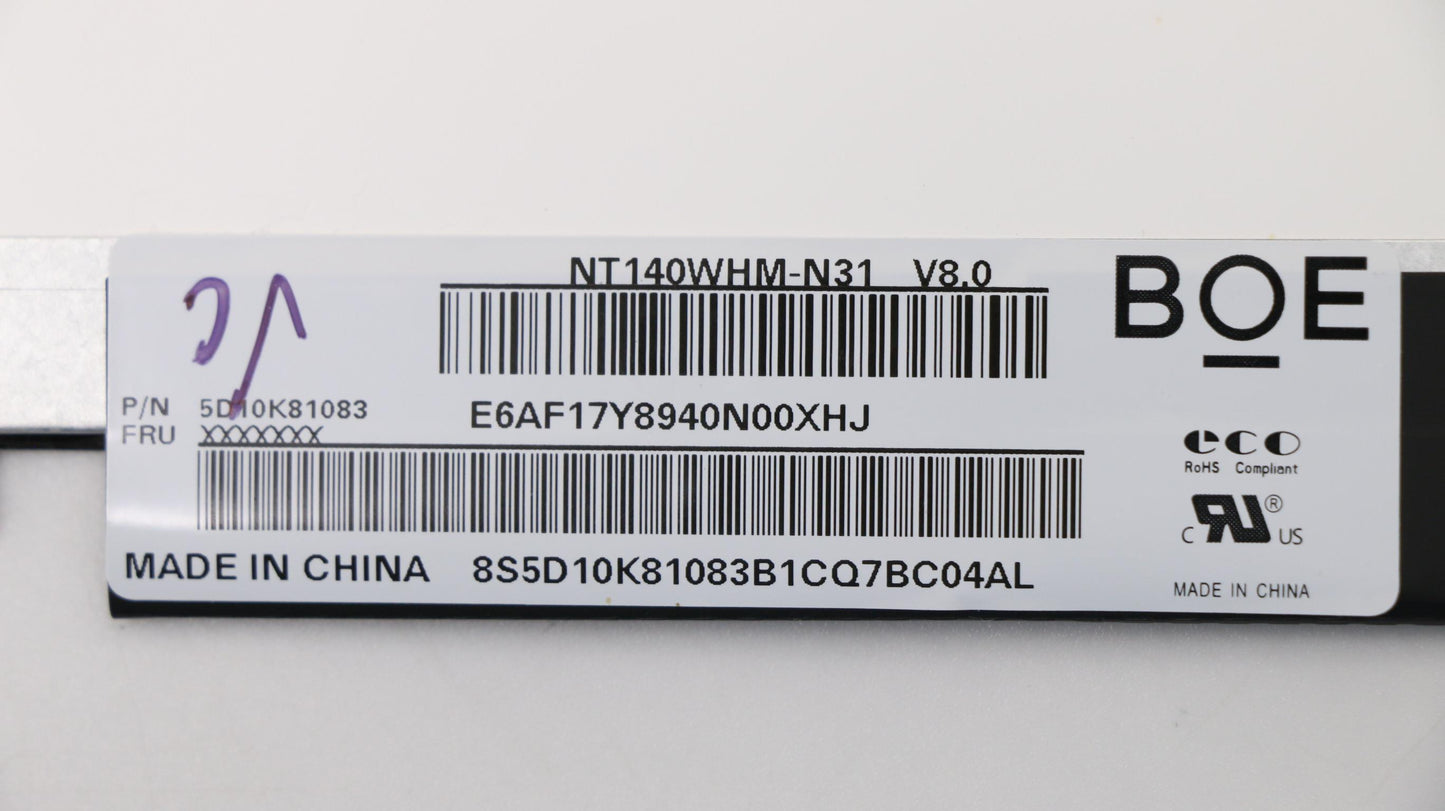 NT140WHM-N31 V8.0
BOE
P/N 5D10K81083
FRU XXXXXXX
E6AF17Y8940N00XHJ
eco
RoHS Compliant
C RU ® US
MADE IN CHINA 8S5D10K81083B1CQ7BC04AL
MADE IN CHINA